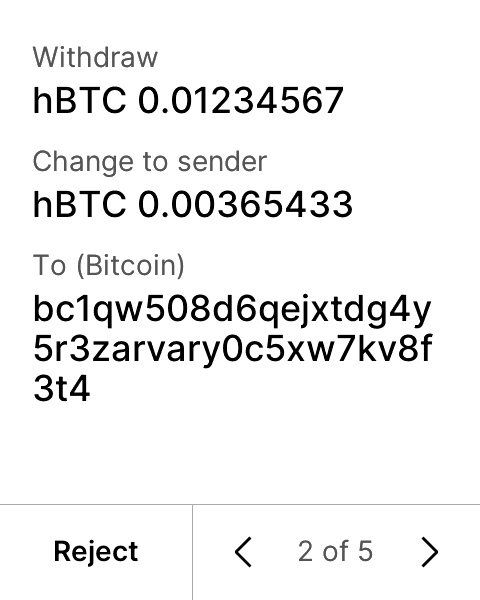 Withdraw
hBTC 0.01234567
Change to sender
hBTC 0.00365433
To (Bitcoin)
bc1qw508d6qejxtdg4y
5r3zarvary0c5xw7kv8f
3t4
Reject
2 of 5